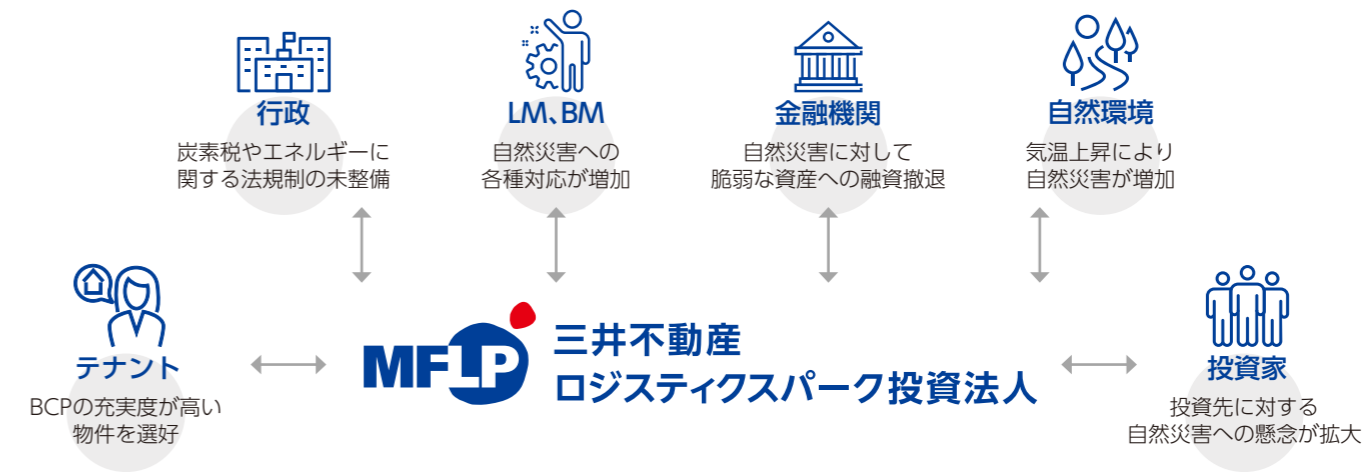 行政
炭素税やエネルギーに
関する法規制の未整備
LM、BM
自然災害への
各種対応が増加
金融機関
自然災害に対して
脆弱な資産への融資撤退
自然環境
気温上昇により
自然災害が増加
テナント
BCPの充実度が高い
物件を選好
MFLP
三井不動産
ロジスティクスパーク投資法人
投資家
投資先に対する
自然災害への懸念が拡大